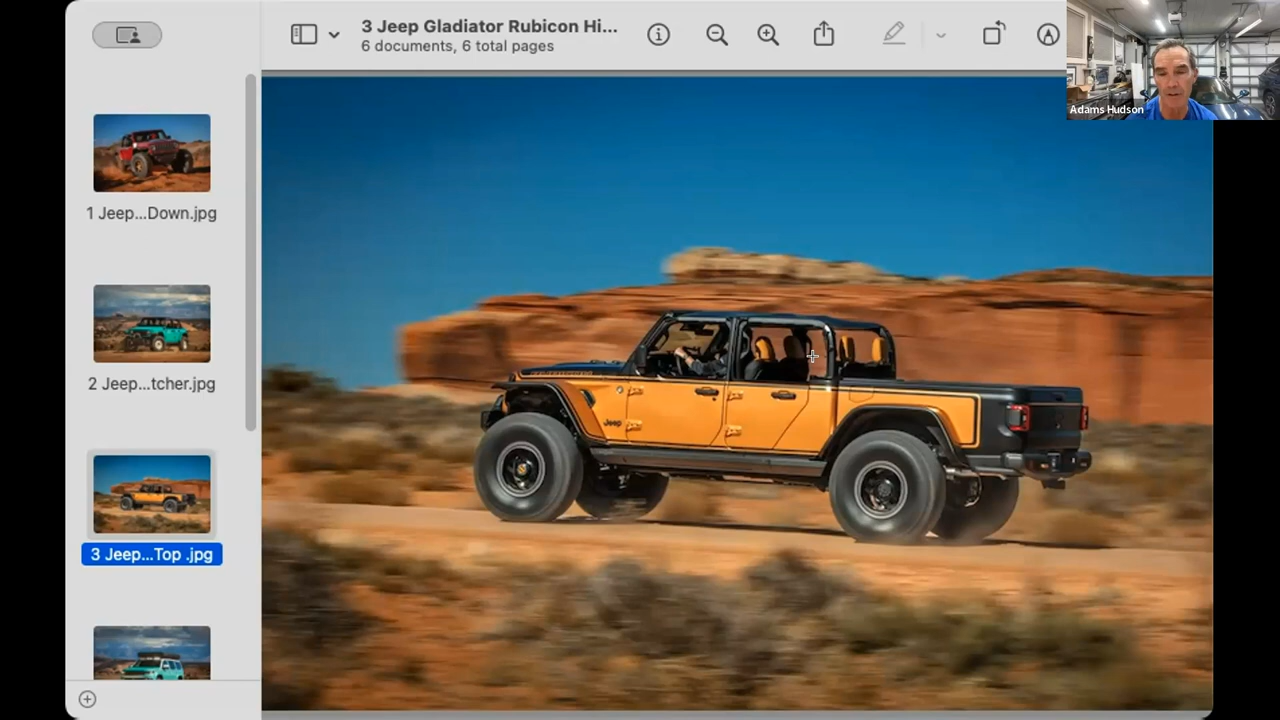 3 Jeep Gladiator Rubicon Hi...
6 documents, 6 total pages
Adams Hudson
1 Jeep...Down.jpg
2 Jeep...tcher.jpg
3 Jeep...Top .jpg
Jeep